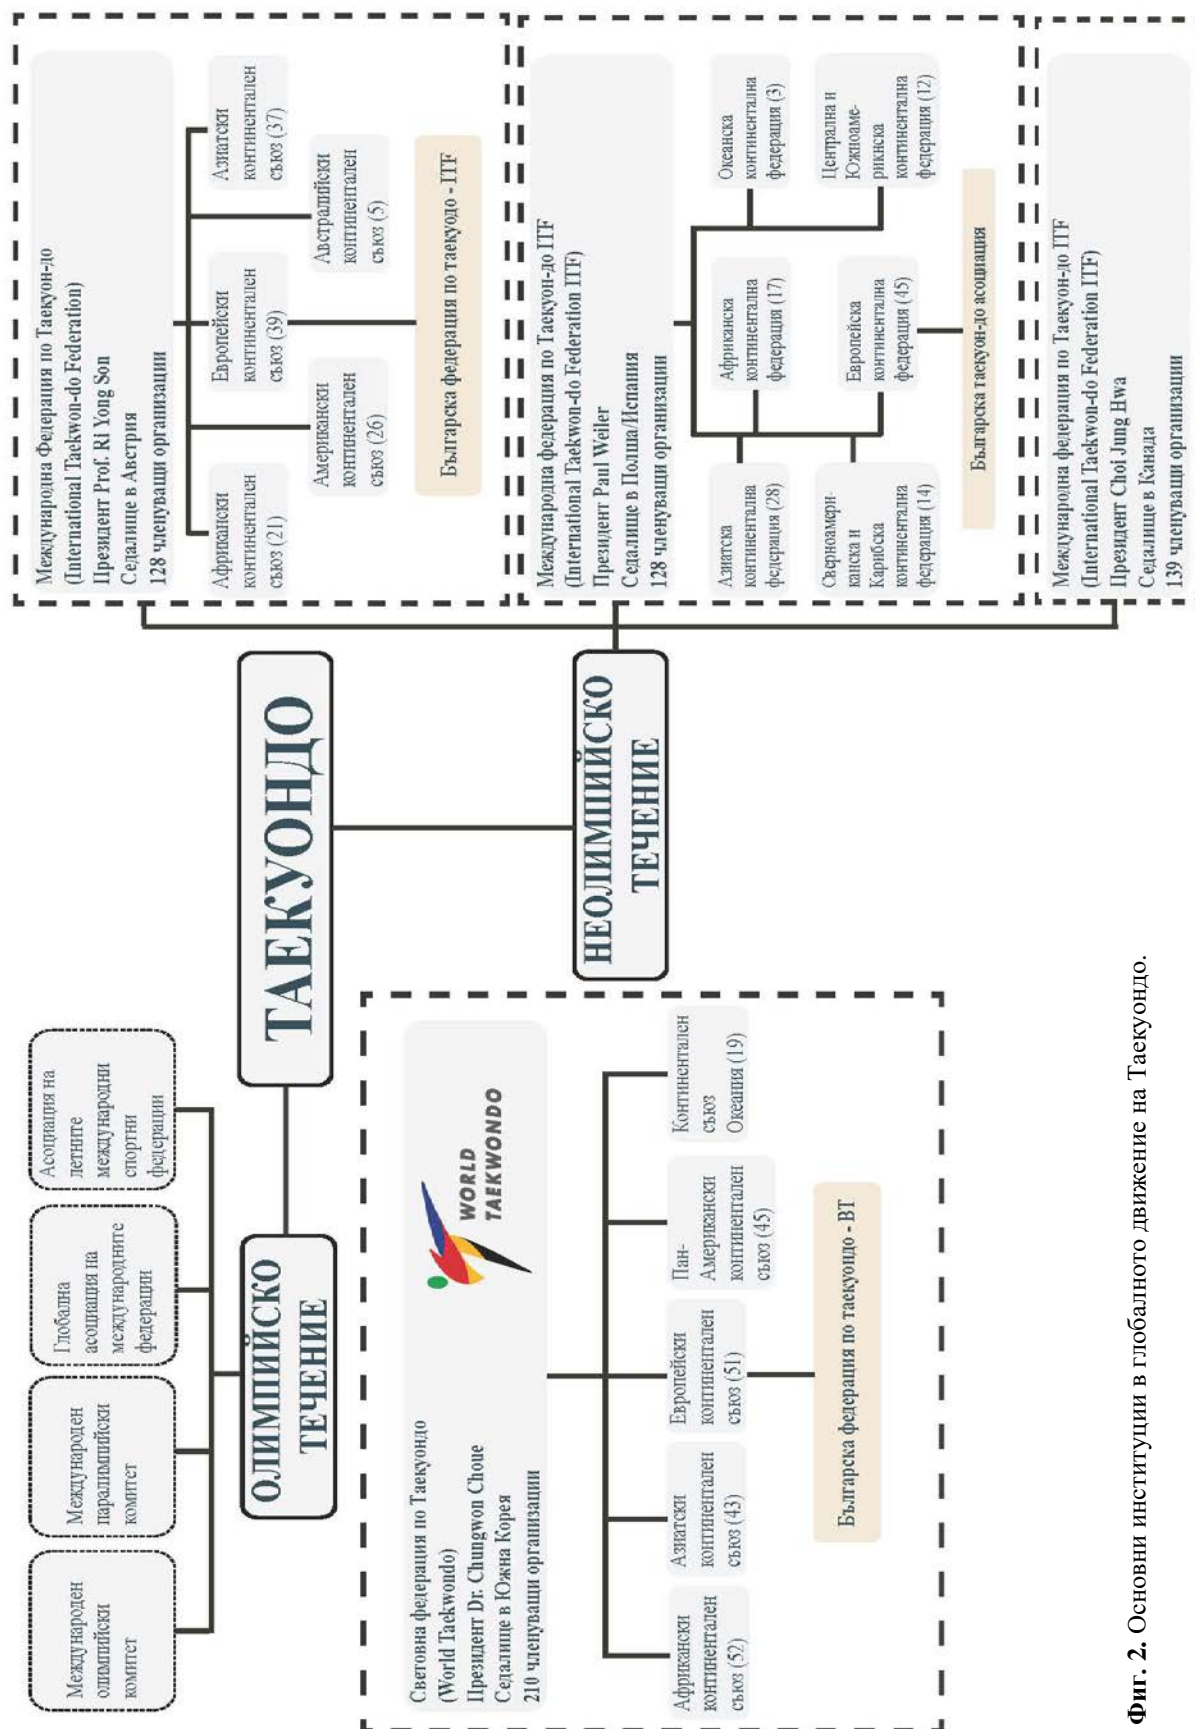 ТАЕКУОНДО
ОЛИМПИЙСКО
ТЕЧЕНИЕ
Международен
олимпийски
комитет
Международен
паралимпийски
комитет
Глобална
асоциация на
международните
федерации
Асоциация на
летните
международни
спортни
федерации
Световна федерация по Таекуондо
(World Taekwondo)
Президент Dr. Chungwon Choue
Седалище в Южна Корея
210 членуващи организации
WORLD
TAEKWONDO
Африкански
континентален
съюз (52)
Азиатски
континентален
съюз (43)
Европейски
континентален
съюз (51)
Пан-
Американски
континентален
съюз (45)
Континентален
съюз
Океания (19)
Българска федерация по таекуондо - ВТ
НЕОЛИМПИЙСКО
ТЕЧЕНИЕ
Международна Федерация по Таекуон-до
(International Taekwon-do Federation)
Президент Prof. RI Yong Son
Седалище в Австрия
128 членуващи организации
Африкански
континентален
съюз (21)
Американски
континентален
съюз (26)
Европейски
континентален
съюз (39)
Австралийски
континентален
съюз (5)
Азиатски
континентален
съюз (37)
Българска федерация по таекуодо - ITF
Международна федерация по Таекуон-до ITF
(International Taekwon-do Federation ITF)
Президент Paul Weiler
Седалище в Полша/Испания
128 членуващи организации
Азиатска
континентална
федерация (28)
Африканска
континентална
федерация (17)
Океанска
континентална
федерация (3)
Сверноамери-
канска и
Карибска
континентална
федерация (14)
Европейска
континентална
федерация (45)
Централна и
Южноаме-
рикнска
континентална
федерация (12)
Българска таекуон-до асоциация
Международна федерация по Таекуон-до ITF
(International Taekwon-do Federation ITF)
Президент Choi Jung Hwa
Седалище в Канада
139 членуващи организации
Фиг. 2. Основни институции в глобалното движение на Таекуондо.